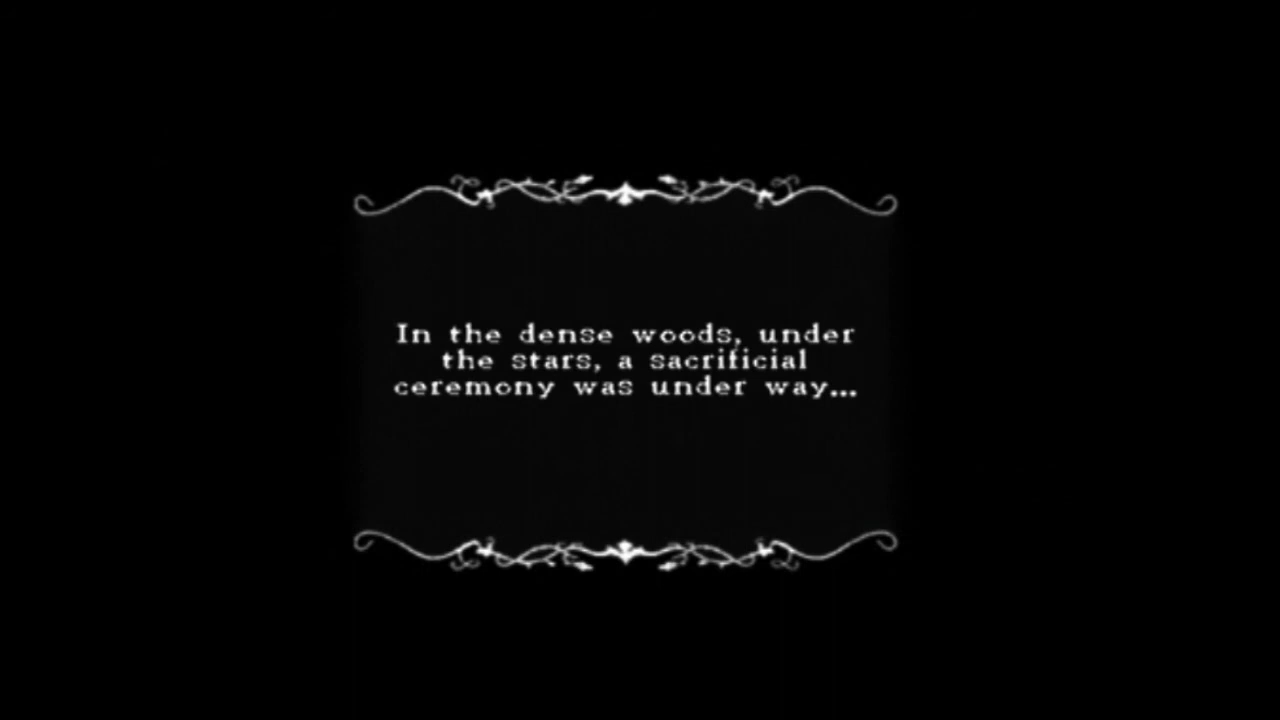 In the dense woods, under
the stars, a sacrificial
ceremony was under way...